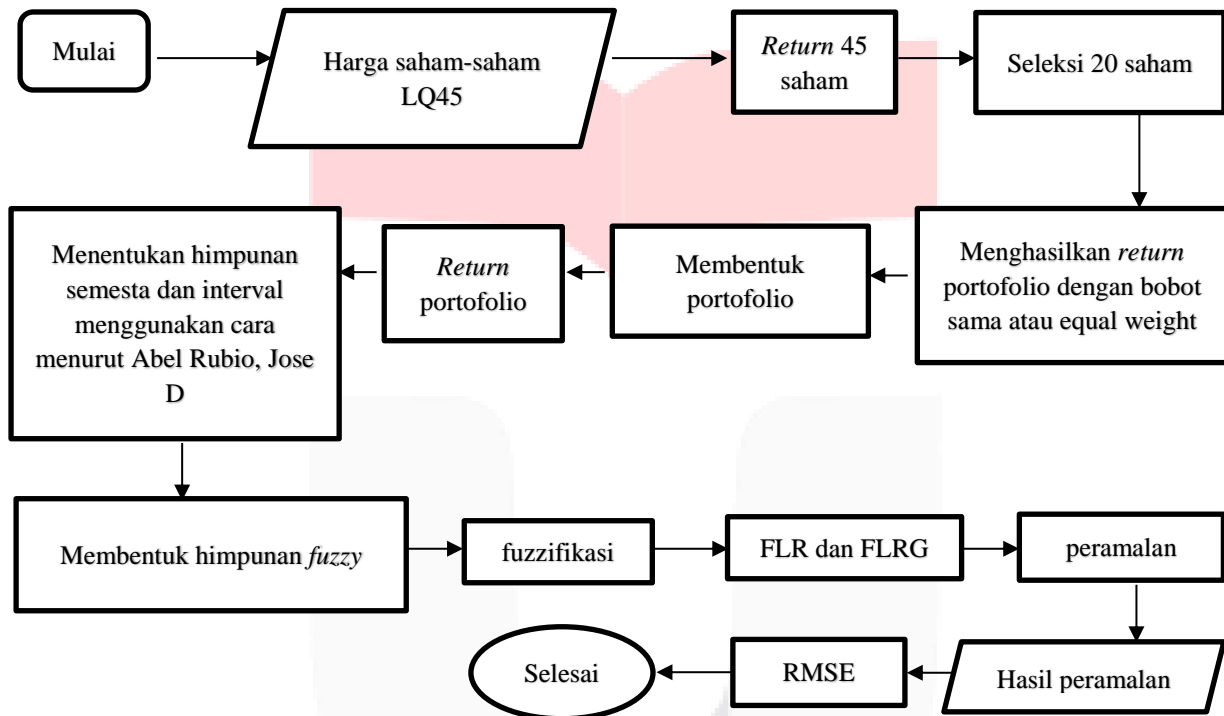 Mulai
Harga saham-saham
LQ45
Return 45
saham
Seleksi 20 saham
Menghasilkan return
portofolio dengan bobot
sama atau equal weight
Membentuk
portofolio
Return
portofolio
Menentukan himpunan
semesta dan interval
menggunakan cara
menurut Abel Rubio, Jose
D
Membentuk himpunan fuzzy
fuzzifikasi
FLR dan FLRG
peramalan
Hasil peramalan
RMSE
Selesai